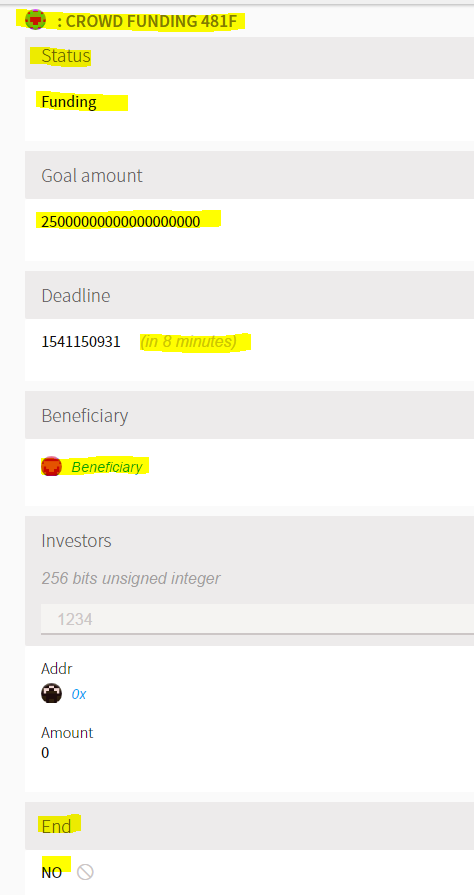 : CROWD FUNDING 481F
Status
Funding
Goal amount
25000000000000000000
Deadline
1541150931 (in 8 minutes)
Beneficiary
Beneficiary
Investors
256 bits unsigned integer
1234
Addr
0x
Amount
0
End
NO